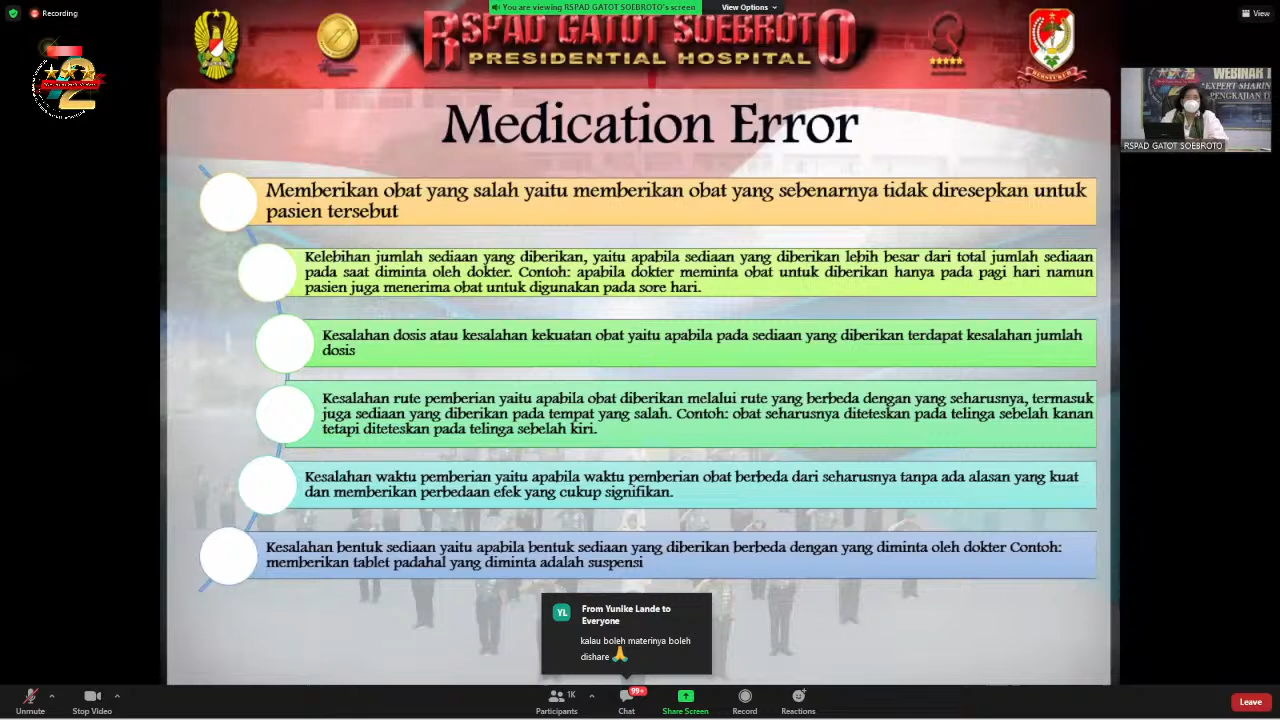 Recording
You are viewing RSPAD GATOT SOEBROTO's screen
View Options
View
RSPAD GATOT SOEBROTO
PRESIDENTIAL HOSPITAL
72
WEBINAR
EXPERT SHARIN
PENGKAJIAN
RSPAD GATOT SOEBROTO
Medication Error
Memberikan obat yang salah yaitu memberikan obat yang sebenarnya tidak diresepkan untuk
pasien tersebut
Kelebihan jumlah sediaan yang diberikan, yaitu apabila sediaan yang diberikan lebih besar dari total jumlah sediaan
pada saat diminta oleh dokter. Contoh: apabila dokter meminta obat untuk diberikan hanya pada pagi hari namun
pasien juga menerima obat untuk digunakan pada sore hari.
Kesalahan dosis atau kesalahan kekuatan obat yaitu apabila pada sediaan yang diberikan terdapat kesalahan jumlah
dosis
Kesalahan rute pemberian yaitu apabila obat diberikan melalui rute yang berbeda dengan yang seharusnya, termasuk
juga sediaan yang diberikan pada tempat yang salah. Contoh: obat seharusnya diteteskan pada telinga sebelah kanan
tetapi diteteskan pada telinga sebelah kiri.
Kesalahan waktu pemberian yaitu apabila waktu pemberian obat berbeda dari seharusnya tanpa ada alasan yang kuat
dan memberikan perbedaan efek yang cukup signifikan.
Kesalahan bentuk sediaan yaitu apabila bentuk sediaan yang diberikan berbeda dengan yang diminta oleh dokter Contoh:
memberikan tablet padahal yang diminta adalah suspensi
YL
From Yunike Lande to
Everyone
kalau boleh materinya boleh
dishare 🙏
Unmute
Stop Video
1K
Participants
99+
Chat
Share Screen
Record
Reactions
Leave